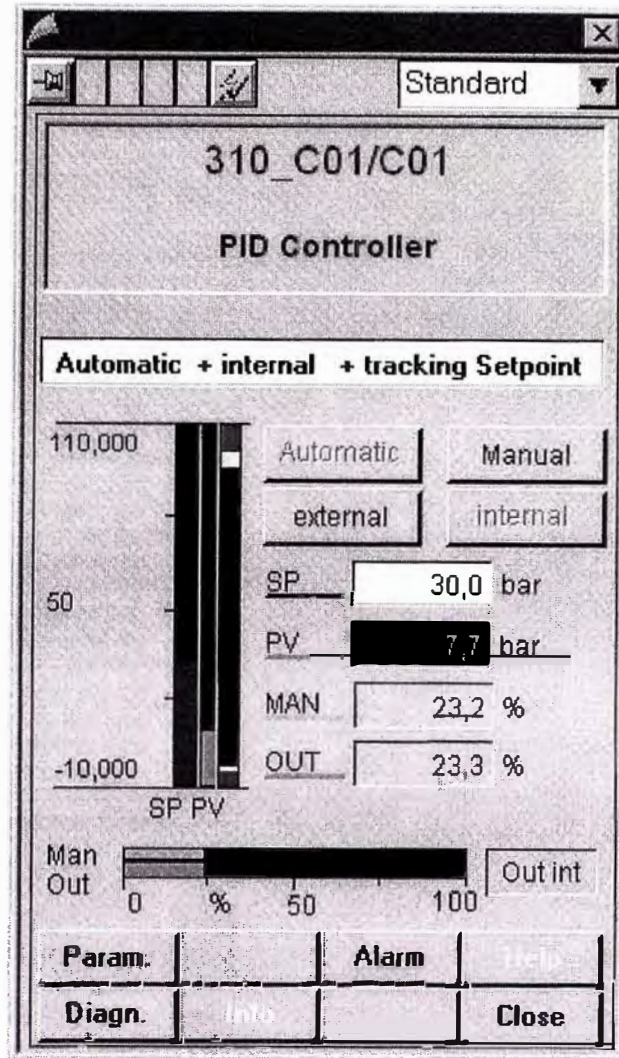 Standard
310_C01/C01
PID Controller
Automatic + internal + tracking Setpoint
110,000
Automatic Manual
external internal
50
SP 30,0 bar
PV 7,7 bar
MAN 23,2 %
-10,000
OUT 23,3 %
SP PV
Man
Out
Out int
0 % 50 100
Param. Alarm Help
Diagn. Info Close